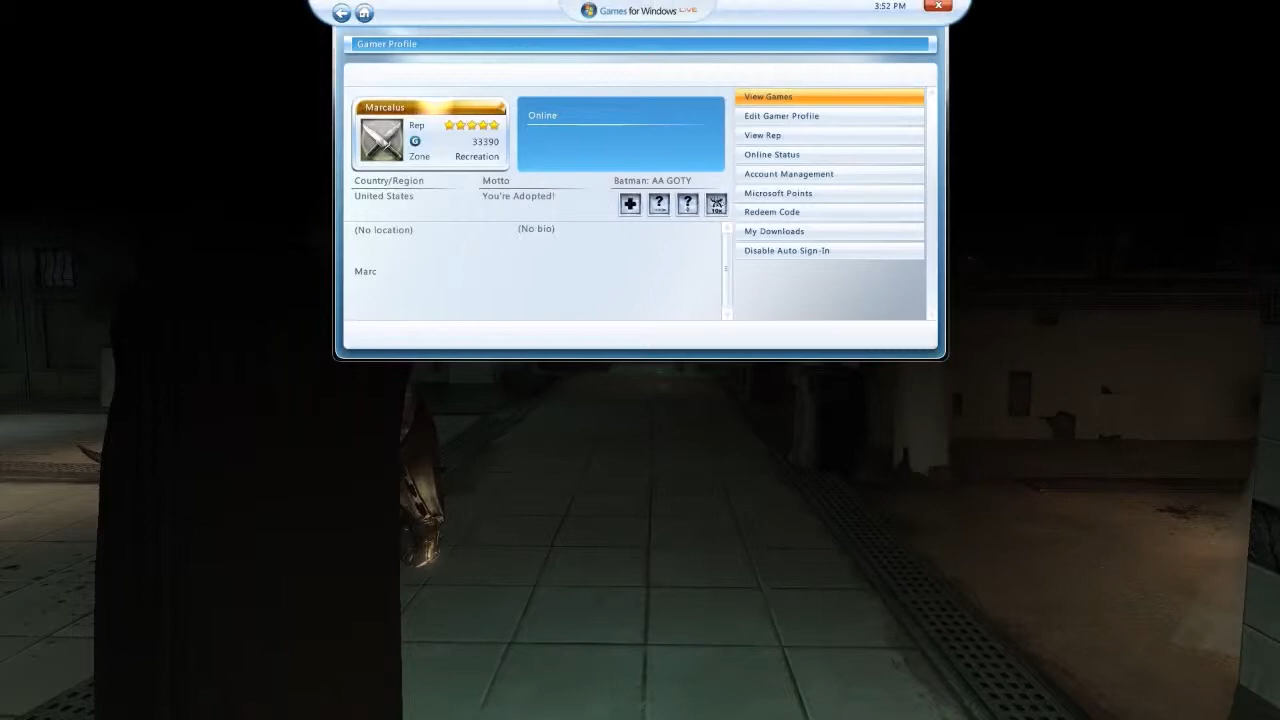 Games for Windows LIVE
3:52 PM
Gamer Profile
Marcalus
Rep
G 33390
Zone Recreation
Online
Country/Region
United States
Motto
You're Adopted!
Batman: AA GOTY
(No location)
(No bio)
Marc
View Games
Edit Gamer Profile
View Rep
Online Status
Account Management
Microsoft Points
Redeem Code
My Downloads
Disable Auto Sign-In